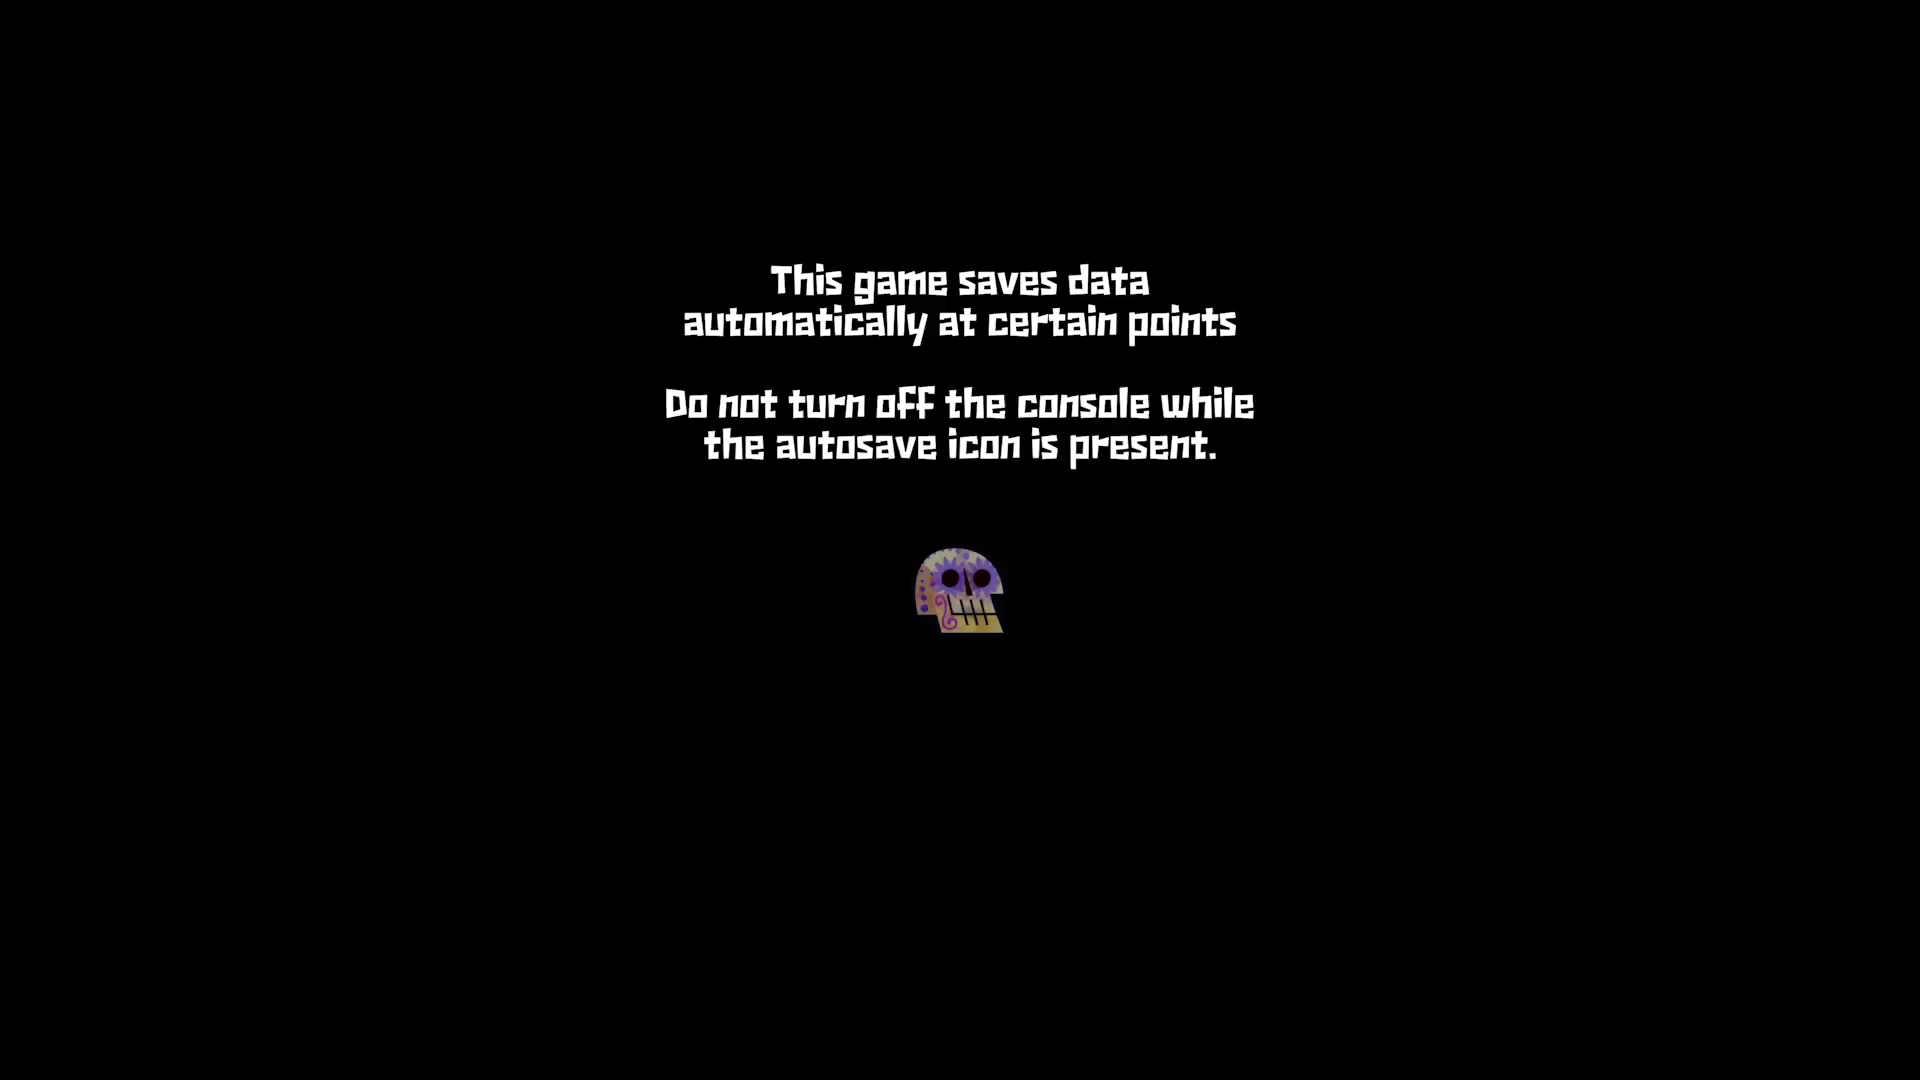 This game saves data
automatically at certain points
Do not turn off the console while
the autosave icon is present.